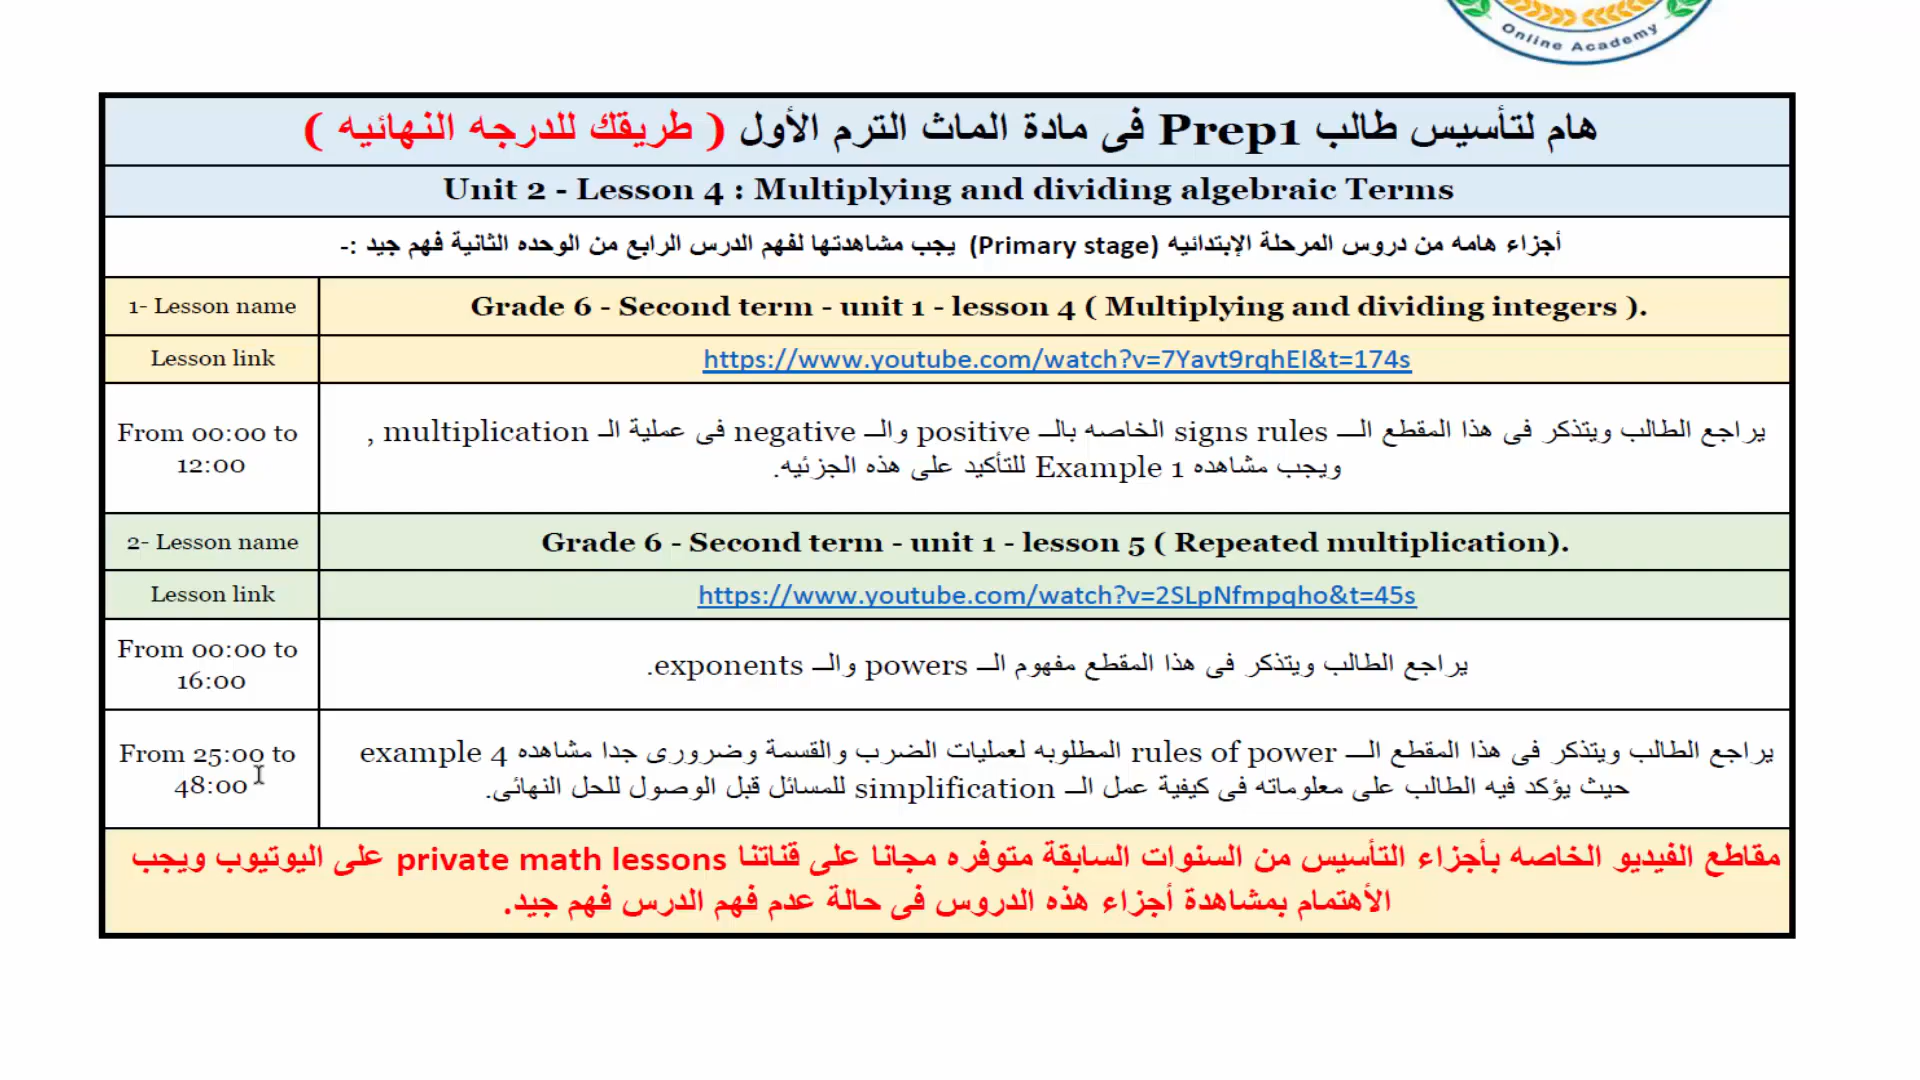 Online Academy
هام لتأسيس طالب Prep1 فى مادة الماث الترم الأول ( طريقك للدرجه النهائيه )
Unit 2 - Lesson 4 : Multiplying and dividing algebraic Terms
أجزاء هامه من دروس المرحلة الإبتدائيه (Primary stage) يجب مشاهدتها لفهم الدرس الرابع من الوحده الثانية فهم جيد :-
1- Lesson name
Grade 6 - Second term - unit 1 - lesson 4 ( Multiplying and dividing integers ).
Lesson link
https://www.youtube.com/watch?v=7Yavt9rqhEI&t=174s
From 00:00 to
12:00
يراجع الطالب ويتذكر فى هذا المقطع الـــ signs rules الخاصه بالــ positive والــ negative فى عملية الـ multiplication ,
ويجب مشاهده Example 1 للتأكيد على هذه الجزئيه.
2- Lesson name
Grade 6 - Second term - unit 1 - lesson 5 ( Repeated multiplication).
Lesson link
https://www.youtube.com/watch?v=2SLpNfmpqho&t=45s
From 00:00 to
16:00
يراجع الطالب ويتذكر فى هذا المقطع مفهوم الــ powers والــ exponents.
From 25:00 to
48:00
يراجع الطالب ويتذكر فى هذا المقطع الـــ rules of power المطلوبه لعمليات الضرب والقسمة وضرورى جدا مشاهده example 4
حيث يؤكد فيه الطالب على معلوماته فى كيفية عمل الــ simplification للمسائل قبل الوصول للحل النهائى.
مقاطع الفيديو الخاصه بأجزاء التأسيس من السنوات السابقة متوفره مجانا على قناتنا private math lessons على اليوتيوب ويجب
الأهتمام بمشاهدة أجزاء هذه الدروس فى حالة عدم فهم الدرس فهم جيد.